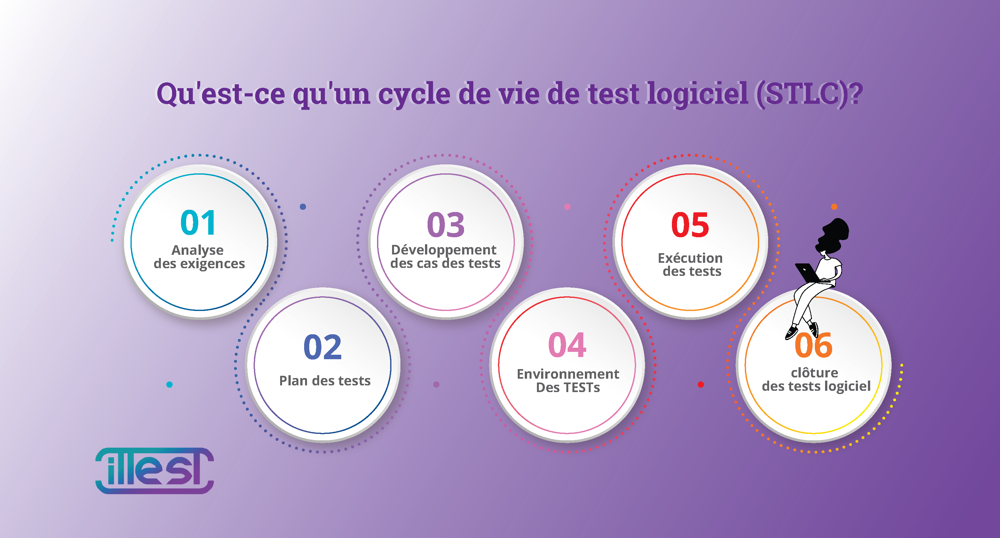 Qu'est-ce qu'un cycle de vie de test logiciel (STLC)?
01
Analyse
des exigences
02
Plan des tests
03
Développement
des cas des tests
04
Environnement
Des TESTs
05
Exécution
des tests
06
clôture
des tests logiciel
iTTesT